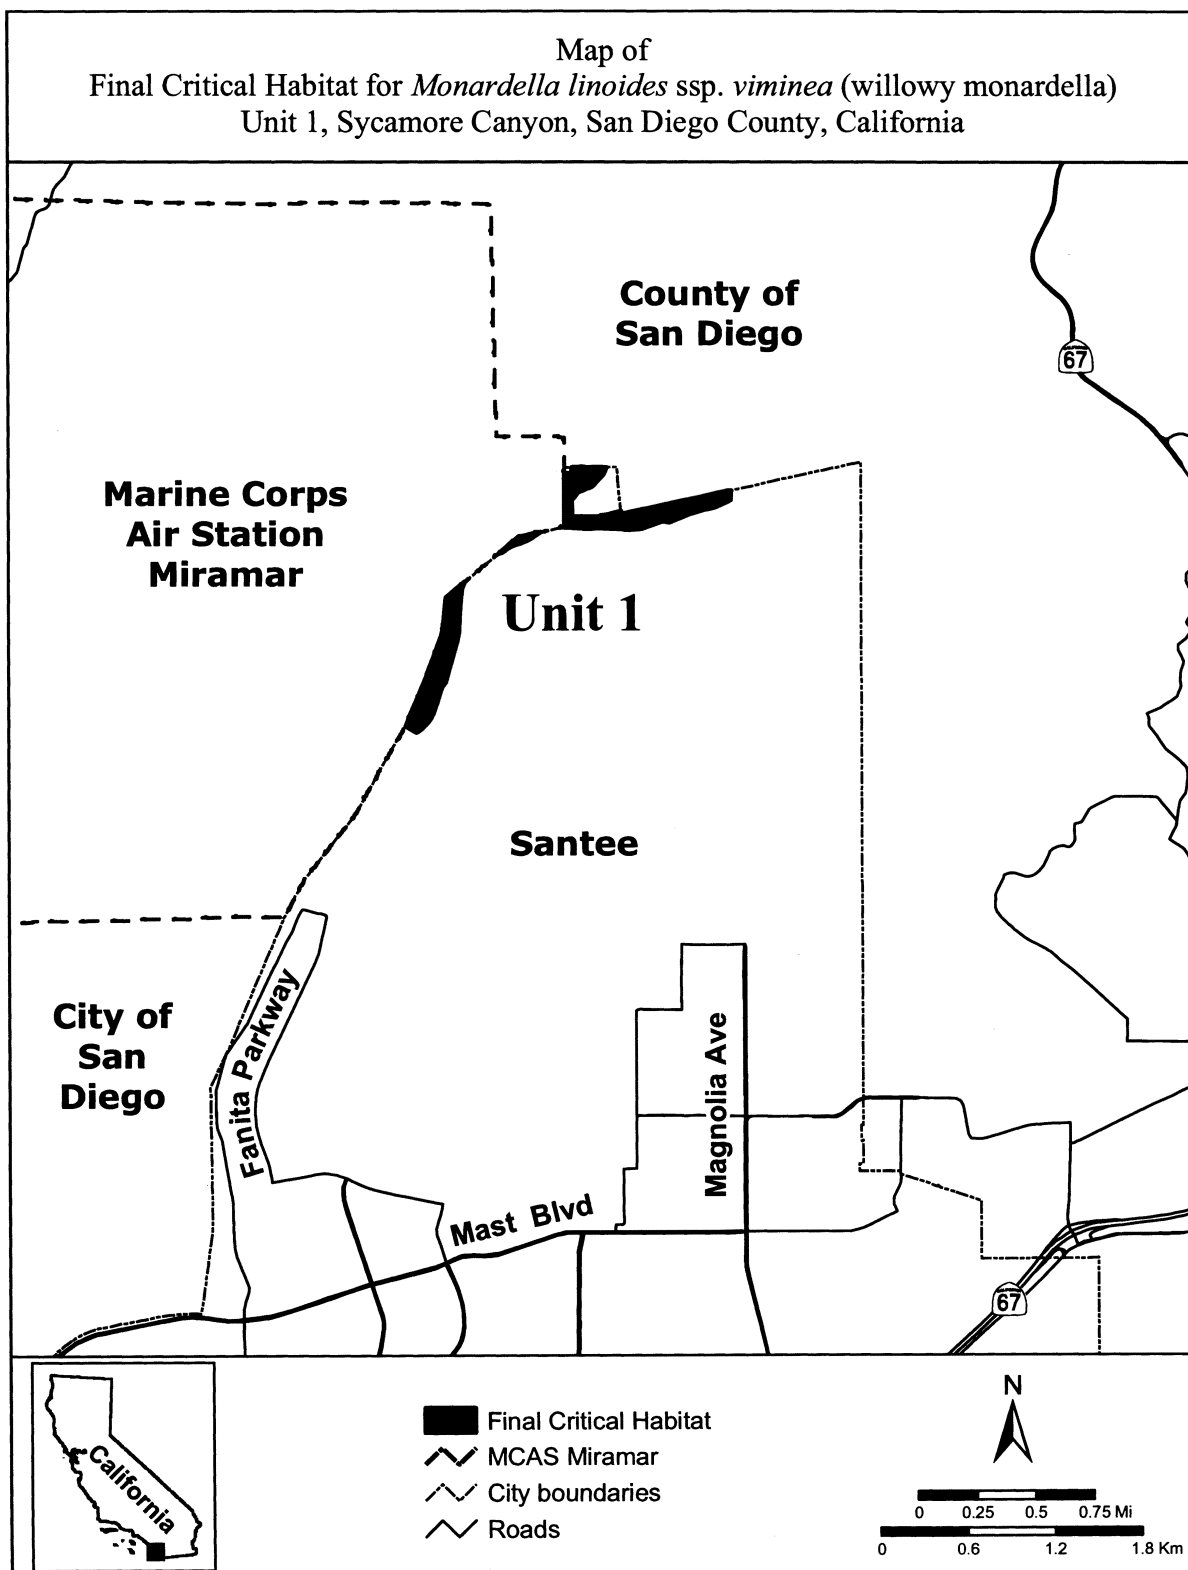 Map of
Final Critical Habitat for Monardella linoides ssp. viminea (willowy monardella)
Unit 1, Sycamore Canyon, San Diego County, California
County of
San Diego
67
Marine Corps
Air Station
Miramar
Unit 1
Santee
City of
San
Diego
Fanita Parkway
Magnolia Ave
Mast Blvd
67
California
Final Critical Habitat
MCAS Miramar
City boundaries
Roads
N
0 0.25 0.5 0.75 Mi
0 0.6 1.2 1.8 Km